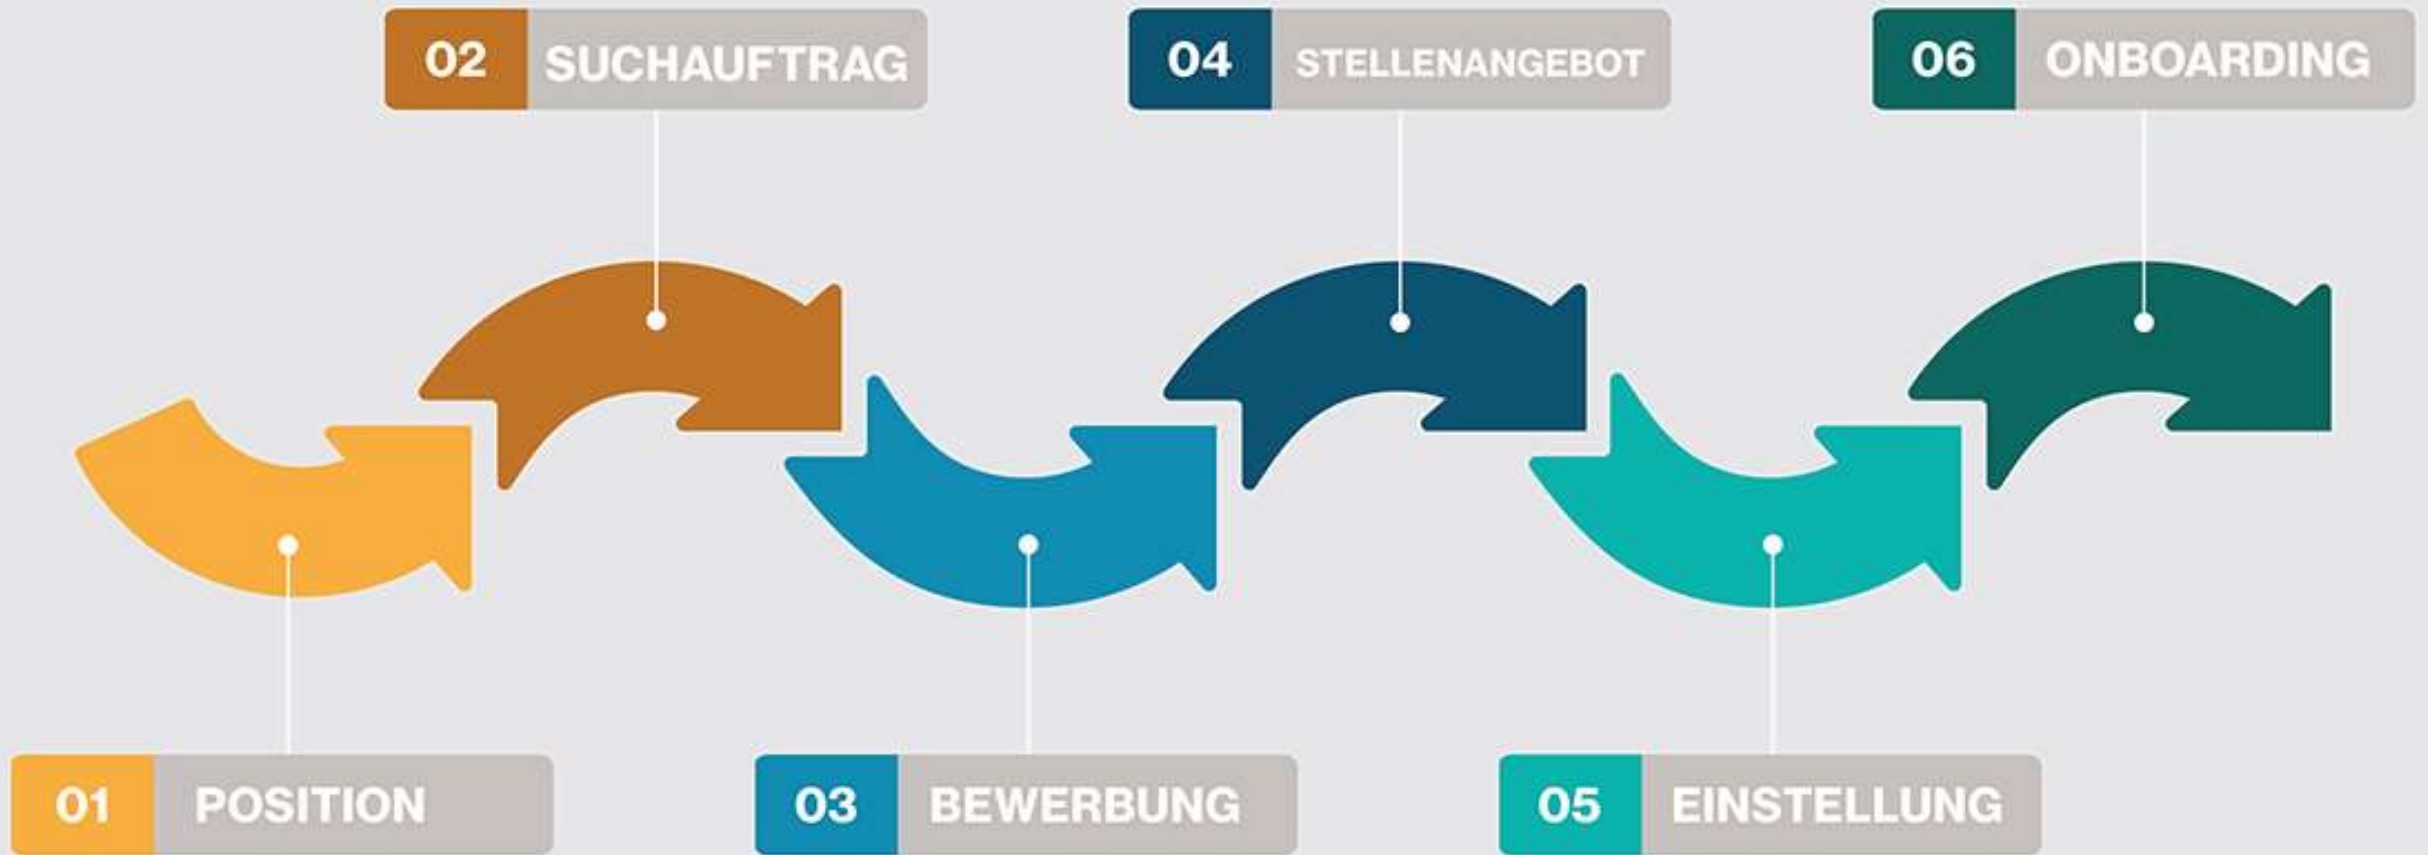 01 POSITION
02 SUCHAUFTRAG
03 BEWERBUNG
04 STELLENANGEBOT
05 EINSTELLUNG
06 ONBOARDING